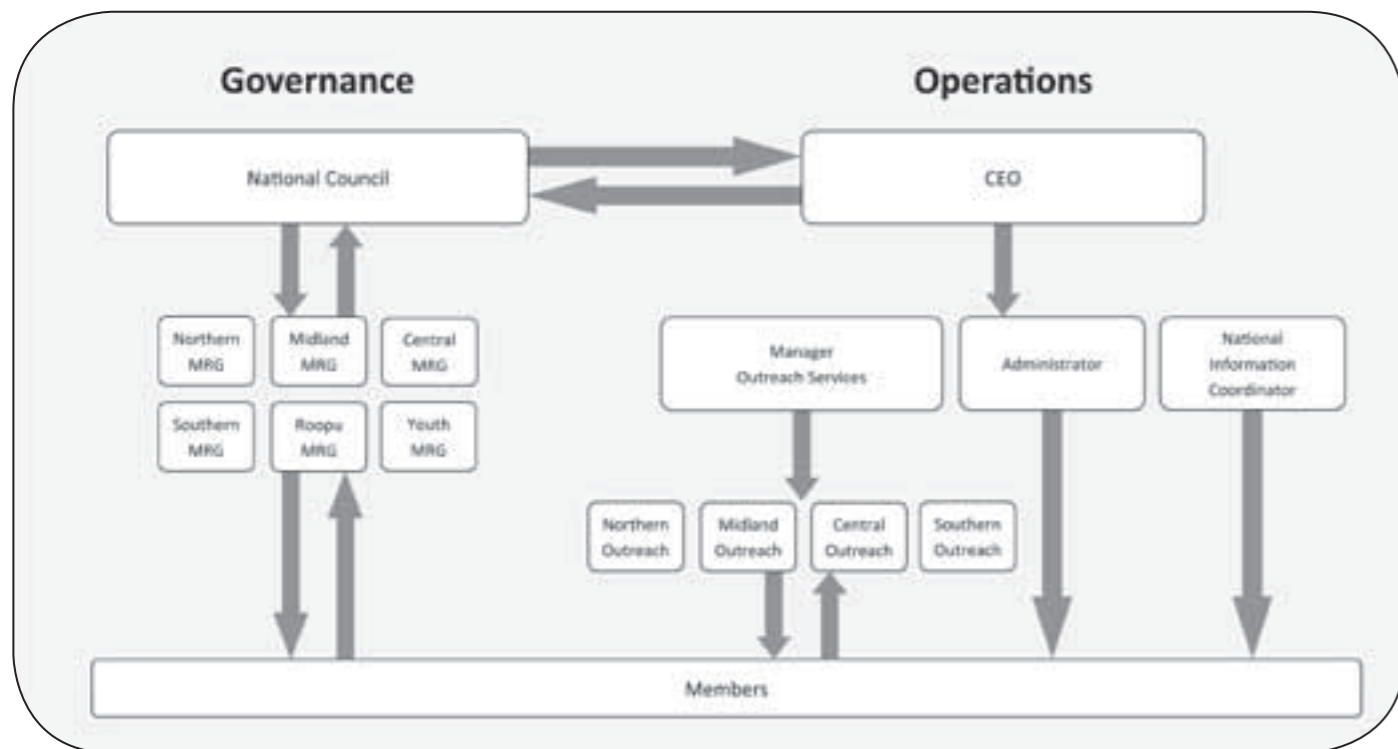 Governance
Operations
National Council
CEO
Northern
MRG
Midland
MRG
Central
MRG
Southern
MRG
Roopu
MRG
Youth
MRG
Manager
Outreach Services
Administrator
National
Information
Coordinator
Northern
Outreach
Midland
Outreach
Central
Outreach
Southern
Outreach
Members